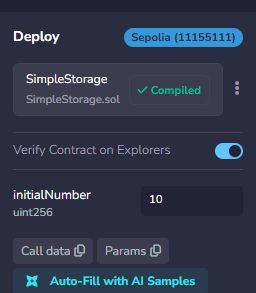 Deploy
Sepolia (11155111)
SimpleStorage
SimpleStorage.sol
Compiled
Verify Contract on Explorers
initialNumber
uint256
10
Call data
Params
Auto-Fill with AI Samples